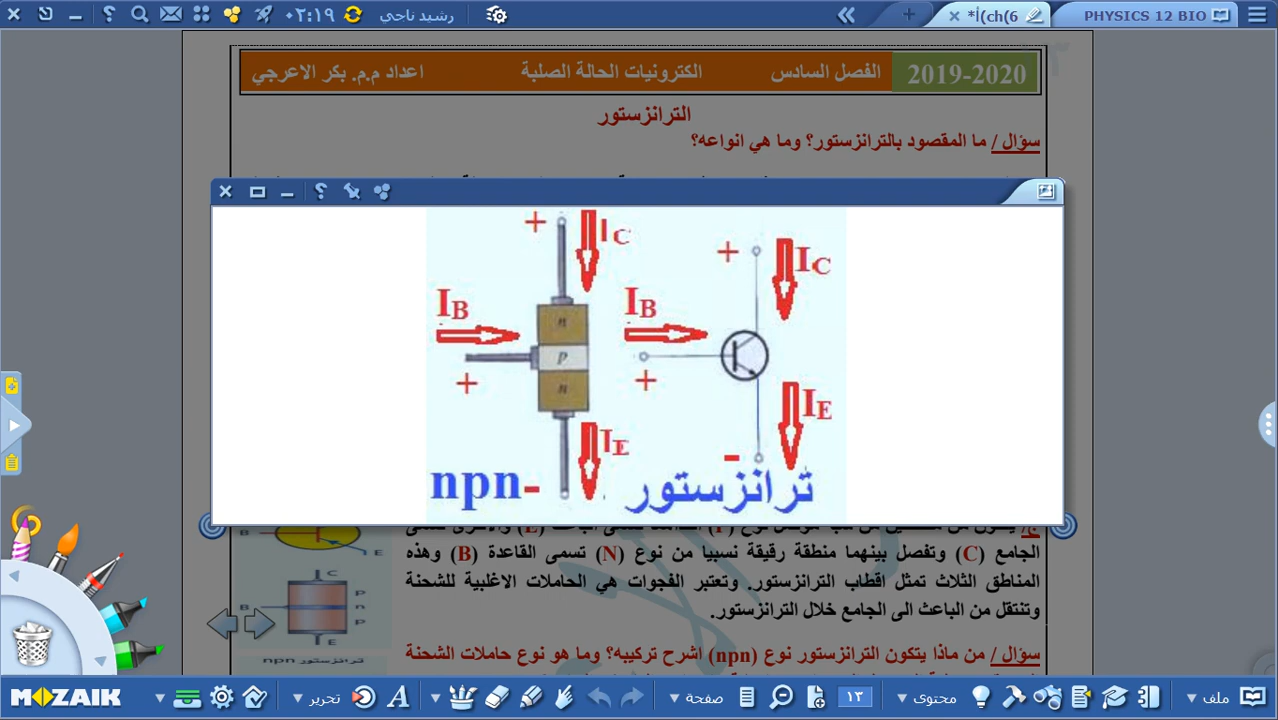 رشيد ناجي ٠٢:١٩
PHYSICS 12 BIO
*أ(ch(6
2019-2020 الفصل السادس الكترونيات الحالة الصلبة اعداد م.م. بكر الاعرجي
الترانزستور
سؤال / ما المقصود بالترانزستور؟ وما هي انواعه؟
+ IC
+ IC
IB
IB
n
p
n
+
+
IE
IE
npn-
-
ترانزستور
الجامع (C) وتفصل بينهما منطقة رقيقة نسبيا من نوع (N) تسمى القاعدة (B) وهذه
المناطق الثلاث تمثل اقطاب الترانزستور. وتعتبر الفجوات هي الحاملات الاغلبية للشحنة
وتنتقل من الباعث الى الجامع خلال الترانزستور.
B E
C
P
B n
P
E
ترانزستور npn
سؤال / من ماذا يتكون الترانزستور نوع (npn) اشرح تركيبه؟ وما هو نوع حاملات الشحنة
MOZAIK تحرير A صفحة ١٣ محتوى ملف